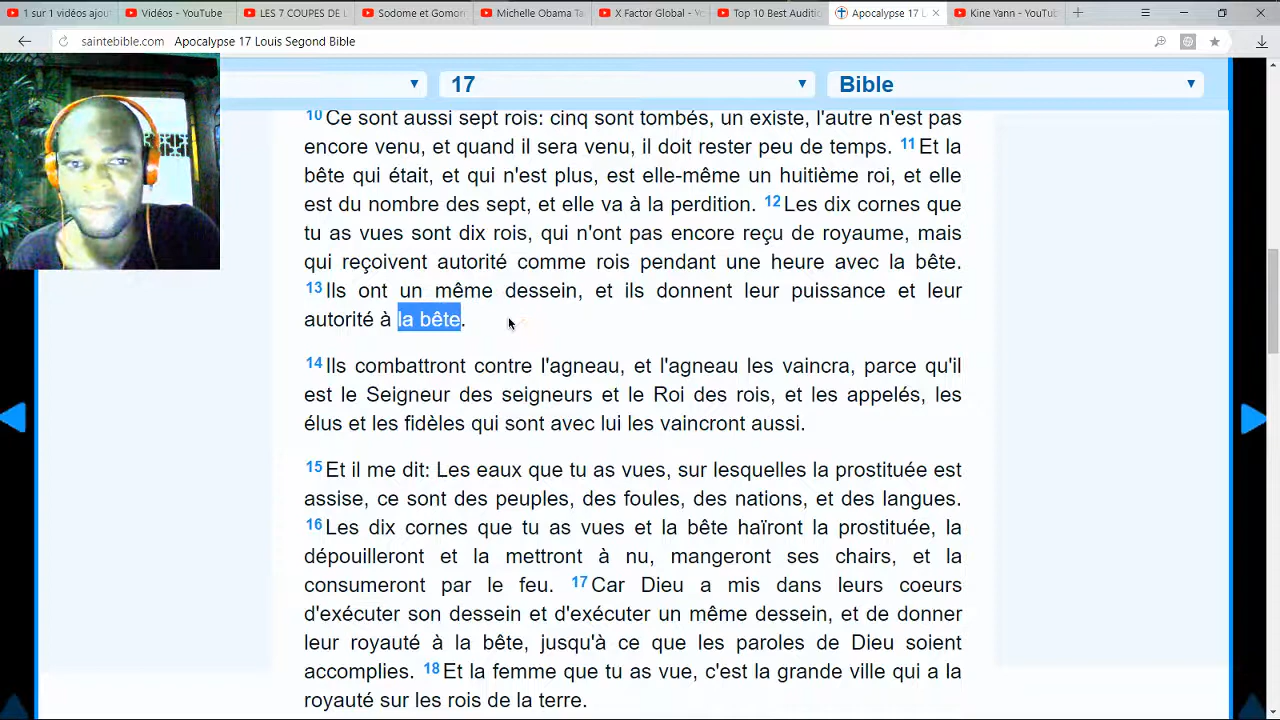 1 sur 1 vidéos ajou
Vidéos - YouTube
LES 7 COUPES DE L
Sodome et Gomor
Michelle Obama Ta
X Factor Global - Yo
Top 10 Best Auditio
Apocalypse 17 L
Kine Yann - YouTu
saintebible.com Apocalypse 17 Louis Segond Bible
17
Bible
10 Ce sont aussi sept rois: cinq sont tombés, un existe, l'autre n'est pas
encore venu, et quand il sera venu, il doit rester peu de temps. 11 Et la
bête qui était, et qui n'est plus, est elle-même un huitième roi, et elle
est du nombre des sept, et elle va à la perdition. 12 Les dix cornes que
tu as vues sont dix rois, qui n'ont pas encore reçu de royaume, mais
qui reçoivent autorité comme rois pendant une heure avec la bête.
13 Ils ont un même dessein, et ils donnent leur puissance et leur
autorité à la bête.
14 Ils combattront contre l'agneau, et l'agneau les vaincra, parce qu'il
est le Seigneur des seigneurs et le Roi des rois, et les appelés, les
élus et les fidèles qui sont avec lui les vaincront aussi.
15 Et il me dit: Les eaux que tu as vues, sur lesquelles la prostituée est
assise, ce sont des peuples, des foules, des nations, et des langues.
16 Les dix cornes que tu as vues et la bête haïront la prostituée, la
dépouilleront et la mettront à nu, mangeront ses chairs, et la
consumeront par le feu. 17 Car Dieu a mis dans leurs coeurs
d'exécuter son dessein et d'exécuter un même dessein, et de donner
leur royauté à la bête, jusqu'à ce que les paroles de Dieu soient
accomplies. 18 Et la femme que tu as vue, c'est la grande ville qui a la
royauté sur les rois de la terre.